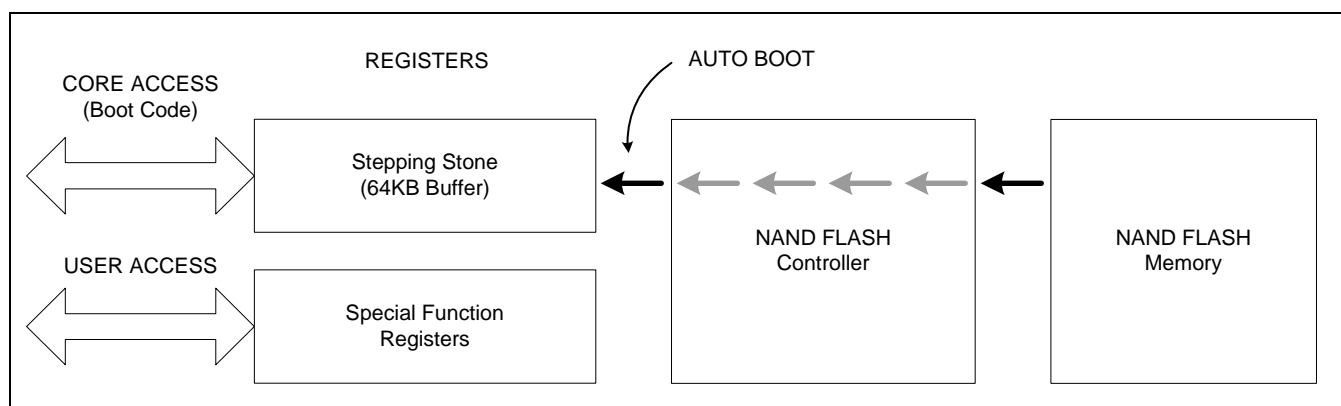 REGISTERS
AUTO BOOT
CORE ACCESS
(Boot Code)
Stepping Stone
(64KB Buffer)
NAND FLASH
Controller
NAND FLASH
Memory
USER ACCESS
Special Function
Registers